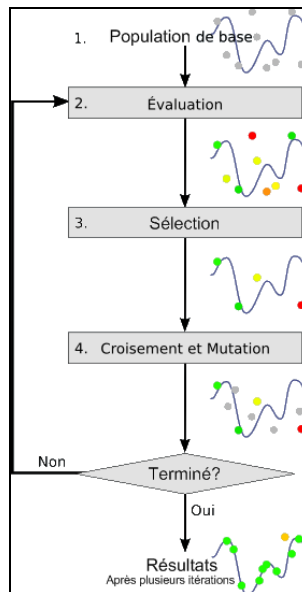 1. Population de base
2. Évaluation
3. Sélection
4. Croisement et Mutation
Terminé?
Non
Oui
Résultats
Après plusieurs itérations